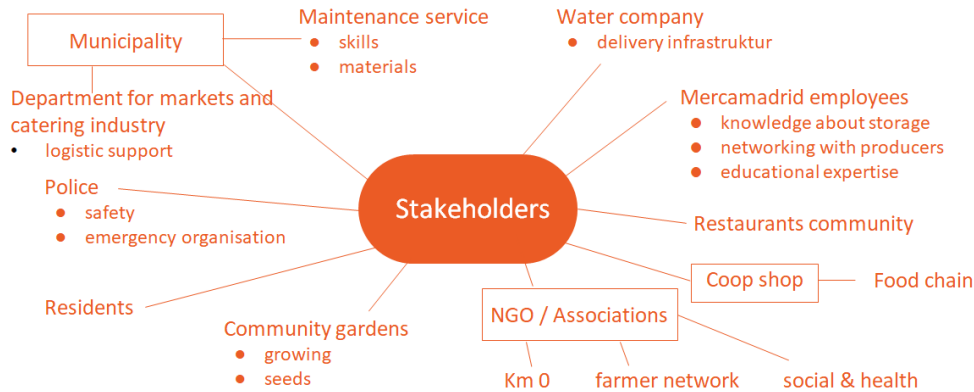 Municipality
Maintenance service
● skills
● materials
Water company
● delivery infrastruktur
Department for markets and
catering industry
• logistic support
Mercamadrid employees
● knowledge about storage
● networking with producers
● educational expertise
Police
● safety
● emergency organisation
Stakeholders
Restaurants community
Coop shop
Food chain
Residents
Community gardens
● growing
● seeds
NGO / Associations
Km 0
farmer network
social & health